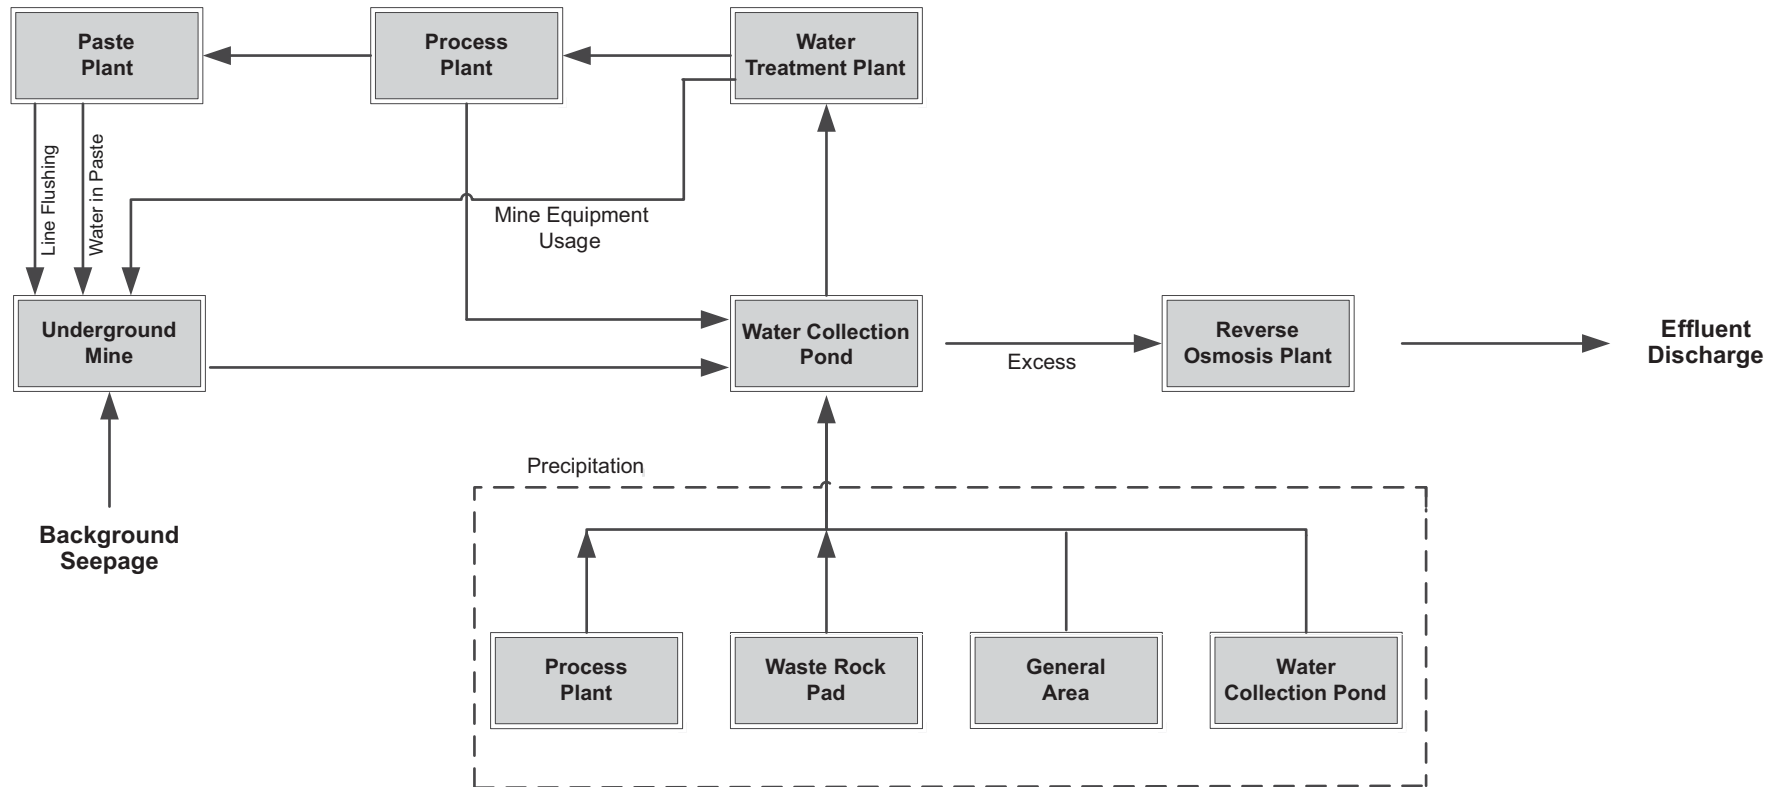 Paste
Plant
Process
Plant
Water
Treatment Plant
Line Flushing
Water in Paste
Mine Equipment
Usage
Underground
Mine
Water Collection
Pond
Excess
Reverse
Osmosis Plant
Effluent
Discharge
Background
Seepage
Precipitation
Process
Plant
Waste Rock
Pad
General
Area
Water
Collection Pond